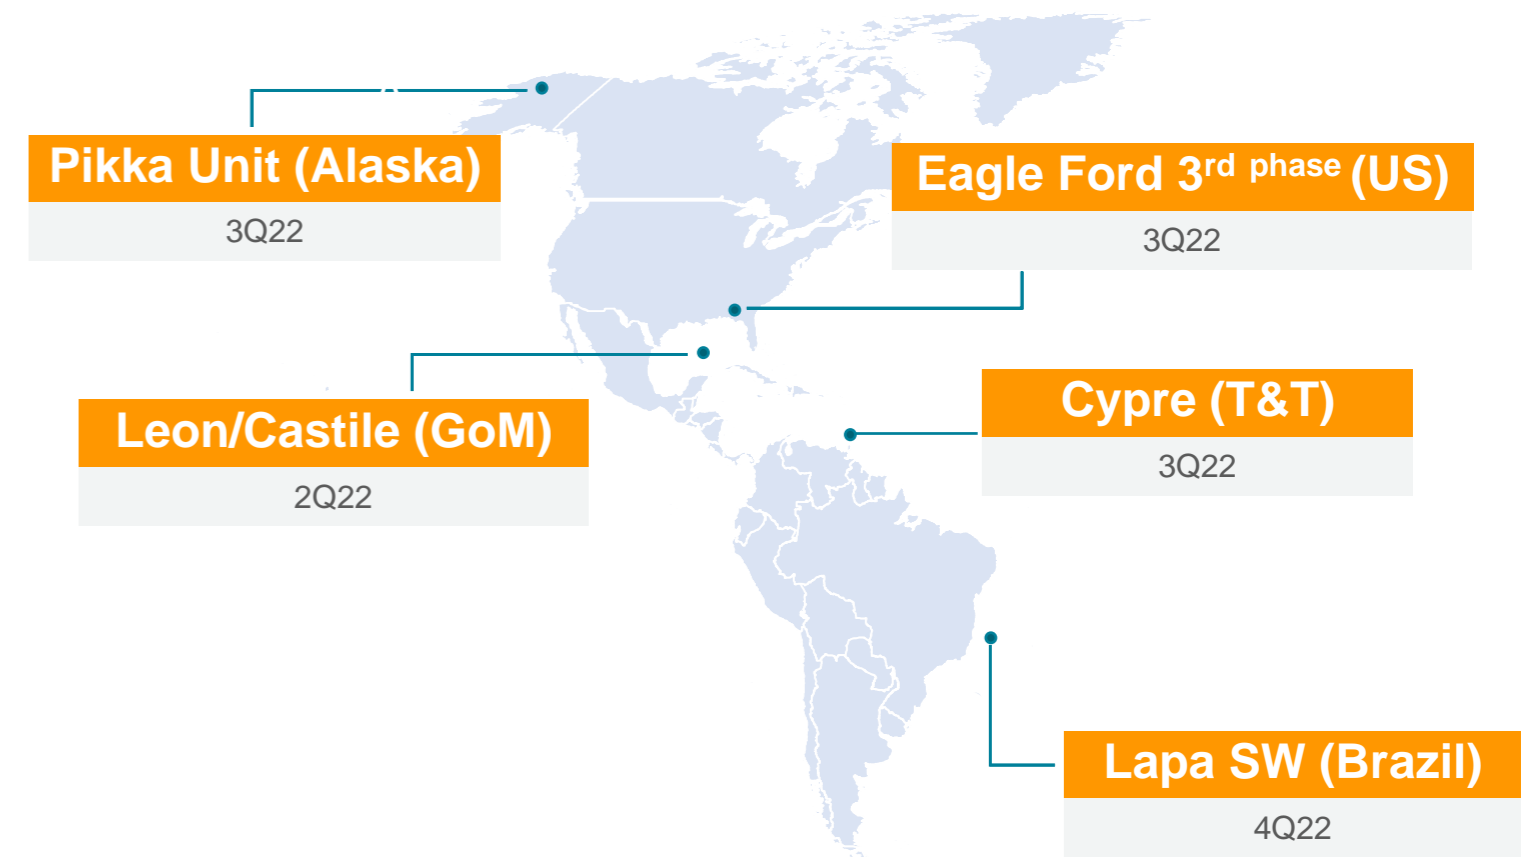 Pikka Unit (Alaska)
3Q22
Eagle Ford 3rd phase (US)
3Q22
Leon/Castile (GoM)
2Q22
Cypre (T&T)
3Q22
Lapa SW (Brazil)
4Q22